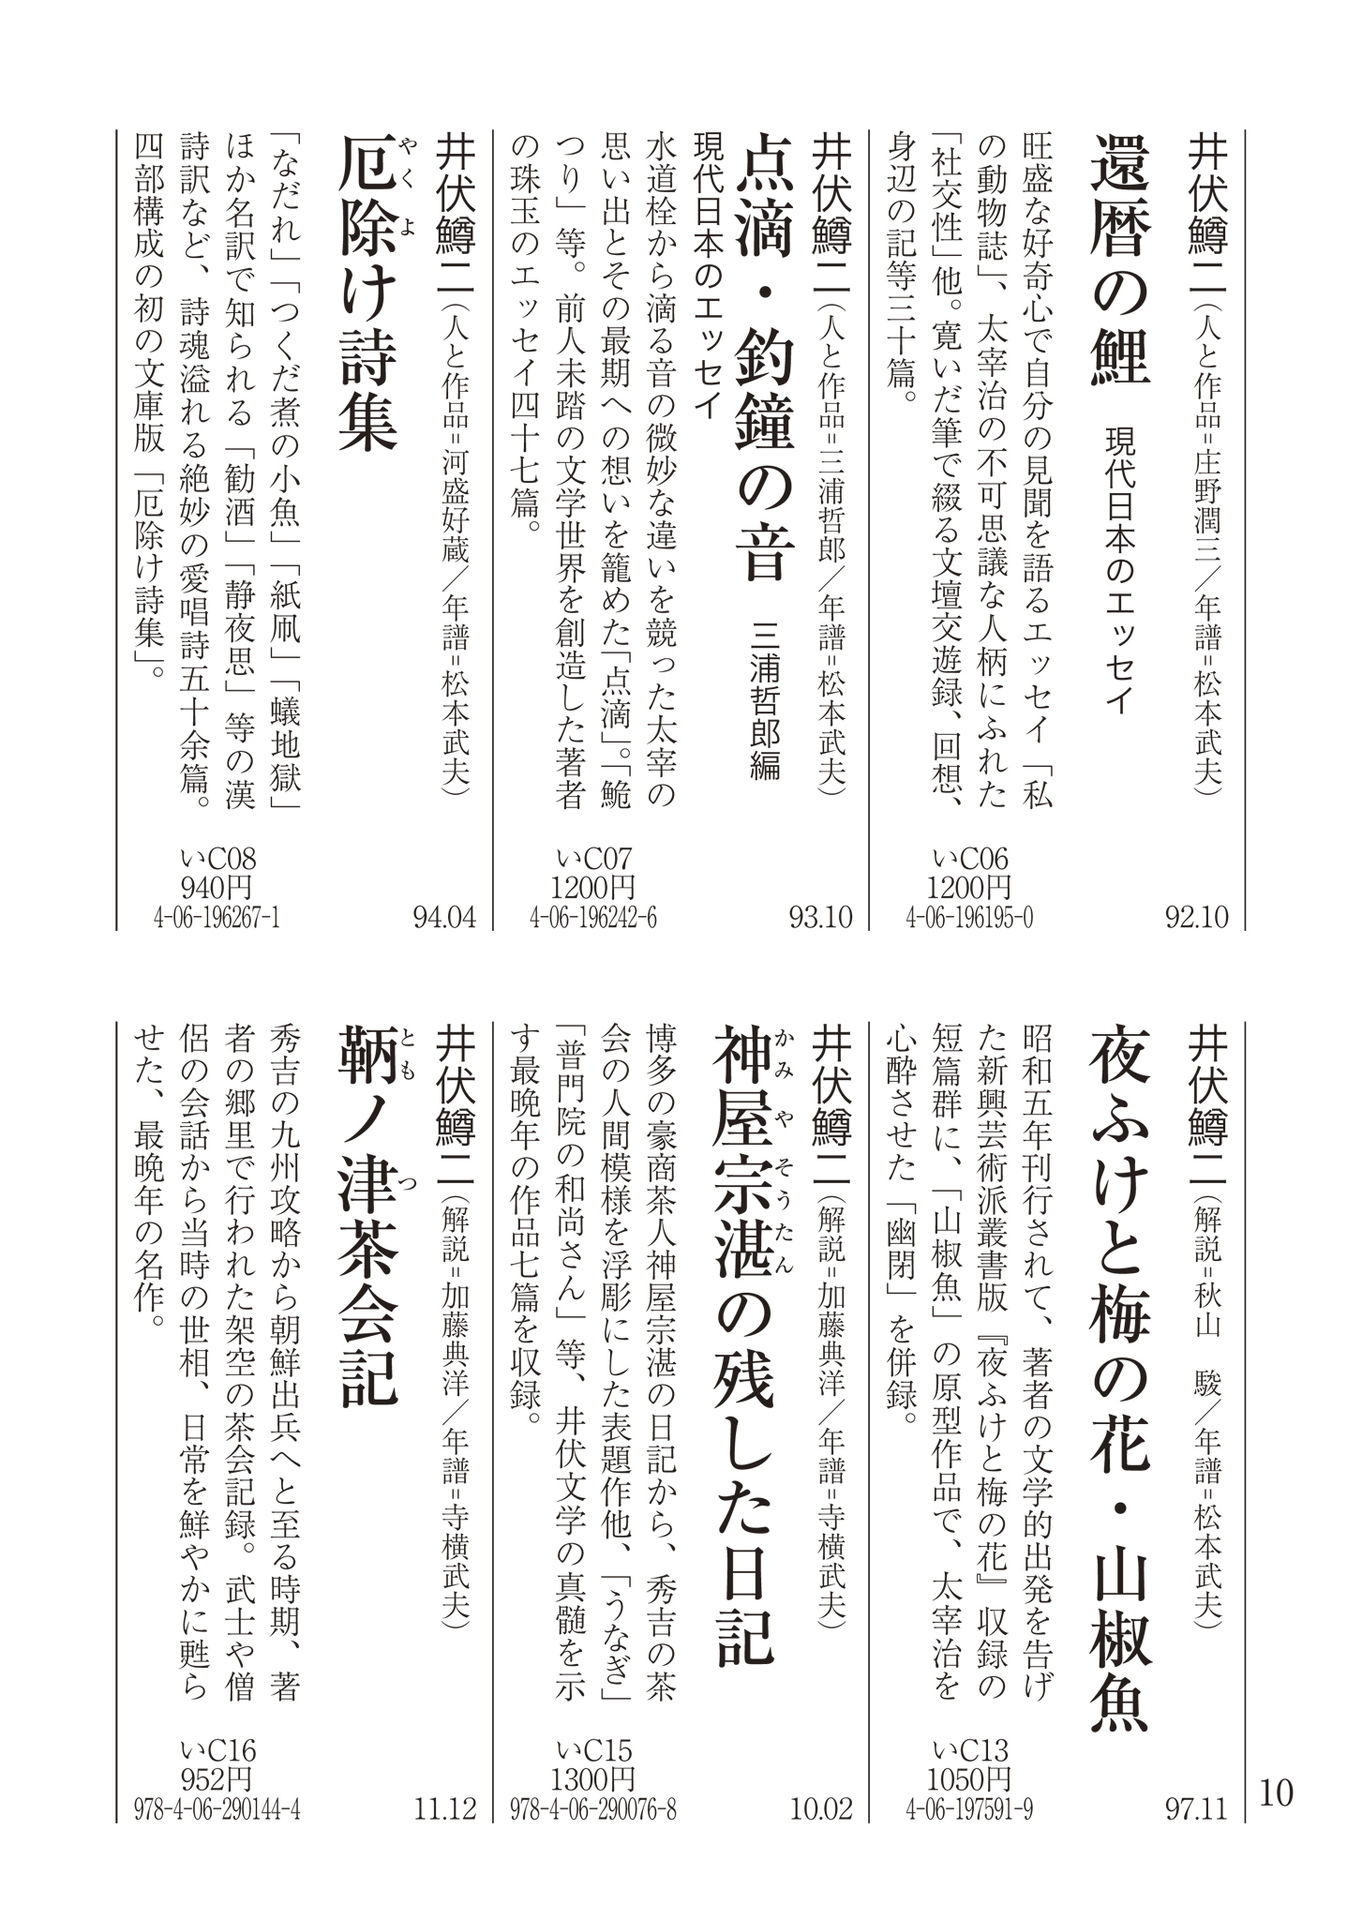 井伏鱒二（人と作品＝庄野潤三／年譜＝松本武夫）
還暦の鯉　現代日本のエッセイ
旺盛な好奇心で自分の見聞を語るエッセイ「私
の動物誌」、太宰治の不可思議な人柄にふれた
「社交性」他。寛いだ筆で綴る文壇交遊録、回想、
身辺の記等三十篇。
いC06
1200円
4-06-196195-0
92.10
井伏鱒二（人と作品＝三浦哲郎／年譜＝松本武夫）
点滴・釣鐘の音　三浦哲郎編
現代日本のエッセイ
水道栓から滴る音の微妙な違いを競った太宰の
思い出とその最期への想いを籠めた「点滴」。「鮠
つり」等。前人未踏の文学世界を創造した著者
の珠玉のエッセイ四十七篇。
いC07
1200円
4-06-196242-6
93.10
井伏鱒二（人と作品＝河盛好蔵／年譜＝松本武夫）
厄除け詩集
やくよ
「なだれ」「つくだ煮の小魚」「紙凧」「蟻地獄」
ほか名訳で知られる「勧酒」「静夜思」等の漢
詩訳など、詩魂溢れる絶妙の愛唱詩五十余篇。
四部構成の初の文庫版「厄除け詩集」。
いC08
940円
4-06-196267-1
94.04
井伏鱒二（解説＝秋山　駿／年譜＝松本武夫）
夜ふけと梅の花・山椒魚
昭和五年刊行されて、著者の文学的出発を告げ
た新興芸術派叢書版『夜ふけと梅の花』収録の
短篇群に、「山椒魚」の原型作品で、太宰治を
心酔させた「幽閉」を併録。
いC13
1050円
4-06-197591-9
97.11
井伏鱒二（解説＝加藤典洋／年譜＝寺横武夫）
神屋宗湛の残した日記
かみやそうたん
博多の豪商茶人神屋宗湛の日記から、秀吉の茶
会の人間模様を浮彫にした表題作他、「うなぎ」
「普門院の和尚さん」等、井伏文学の真髄を示
す最晩年の作品七篇を収録。
いC15
1300円
978-4-06-290076-8
10.02
井伏鱒二（解説＝加藤典洋／年譜＝寺横武夫）
鞆ノ津茶会記
ともつ
秀吉の九州攻略から朝鮮出兵へと至る時期、著
者の郷里で行われた架空の茶会記録。武士や僧
侶の会話から当時の世相、日常を鮮やかに甦ら
せた、最晩年の名作。
いC16
952円
978-4-06-290144-4
11.12
10